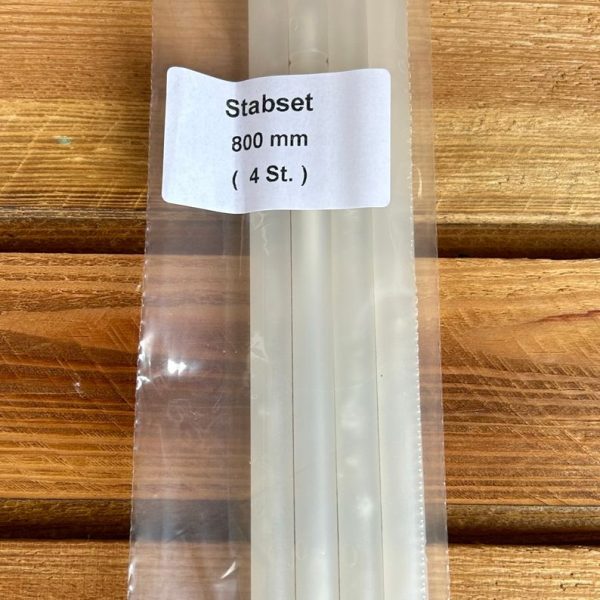 Stabset
800 mm
( 4 St. )